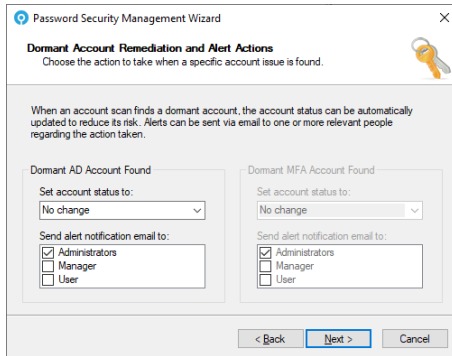 Password Security Management Wizard
Dormant Account Remediation and Alert Actions
Choose the action to take when a specific account issue is found.
When an account scan finds a dormant account, the account status can be automatically
updated to reduce its risk. Alerts can be sent via email to one or more relevant people
regarding the action taken.
Dormant AD Account Found
Set account status to:
No change
Send alert notification email to:
Administrators
Manager
User
Dormant MFA Account Found
Set account status to:
No change
Send alert notification email to:
Administrators
Manager
User
< Back
Next >
Cancel